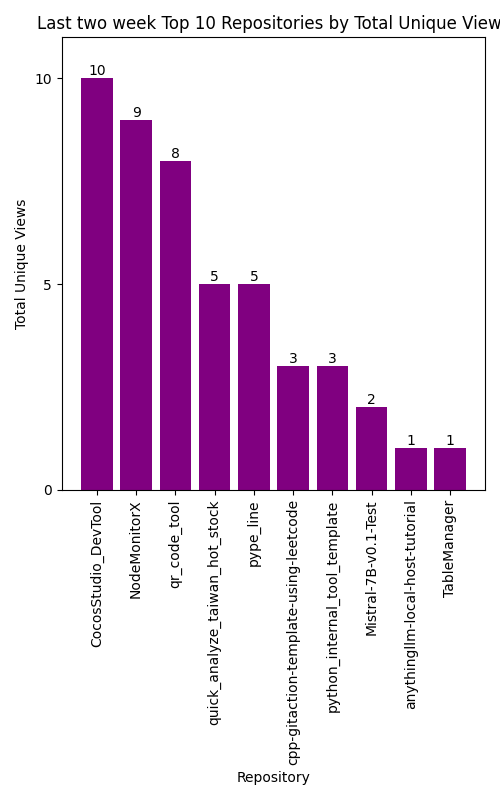 Last two week Top 10 Repositories by Total Unique View
10
9
8
5
5
3
3
2
1
1
10
5
0
Total Unique Views
CocosStudio_DevTool
NodeMonitorX
qr_code_tool
quick_analyze_taiwan_hot_stock
pype_line
cpp-gitaction-template-using-leetcode
python_internal_tool_template
Mistral-7B-v0.1-Test
anythingllm-local-host-tutorial
TableManager
Repository